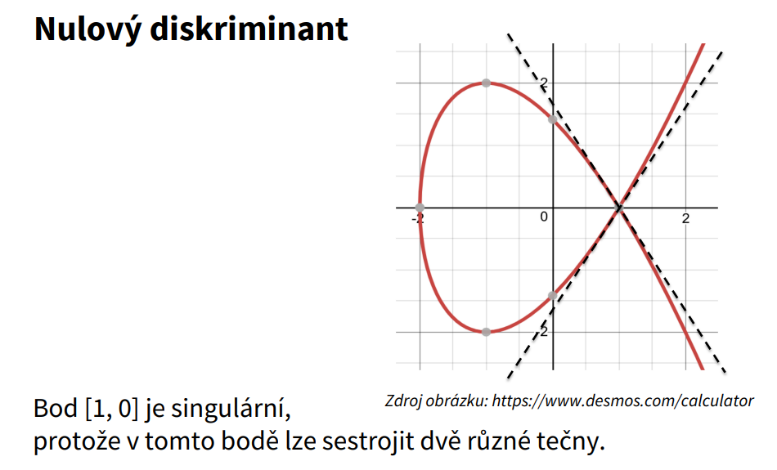 Nulový diskriminant
2
-2
0
2
-2
Zdroj obrázku: https://www.desmos.com/calculator
Bod [1, 0] je singulární,
protože v tomto bodě lze sestrojit dvě různé tečny.